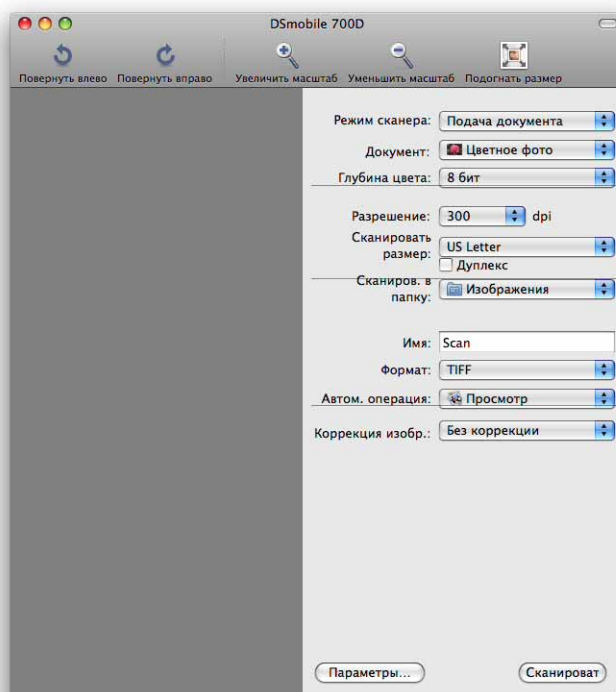 DSmobile 700D
Повернуть влево Повернуть вправо Увеличить масштаб Уменьшить масштаб Подогнать размер
Режим сканера: Подача документа
Документ: Цветное фото
Глубина цвета: 8 бит
Разрешение: 300 dpi
Сканировать размер: US Letter
Дуплекс
Сканиров. в папку: Изображения
Имя: Scan
Формат: TIFF
Автом. операция: Просмотр
Коррекция изобр.: Без коррекции
Параметры... Сканироват